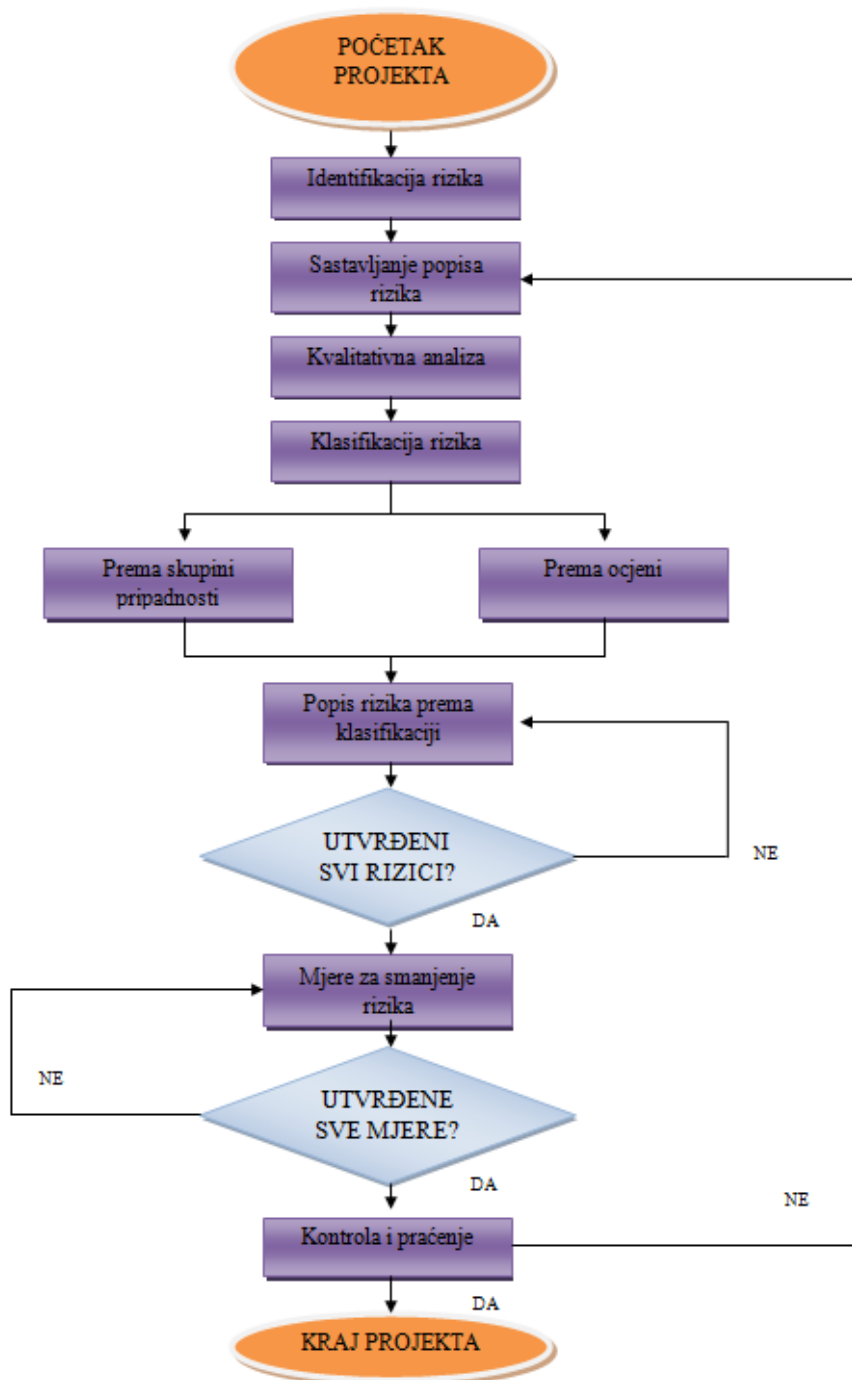 POČETAK
PROJEKTA
Identifikacija rizika
Sastavljanje popisa
rizika
Kvalitativna analiza
Klasifikacija rizika
Prema skupini
pripadnosti
Prema ocjeni
Popis rizika prema
klasifikaciji
UTVRĐENI
SVI RIZICI?
NE
DA
Mjere za smanjenje
rizika
NE
UTVRĐENE
SVE MJERE?
DA
NE
Kontrola i praćenje
DA
KRAJ PROJEKTA